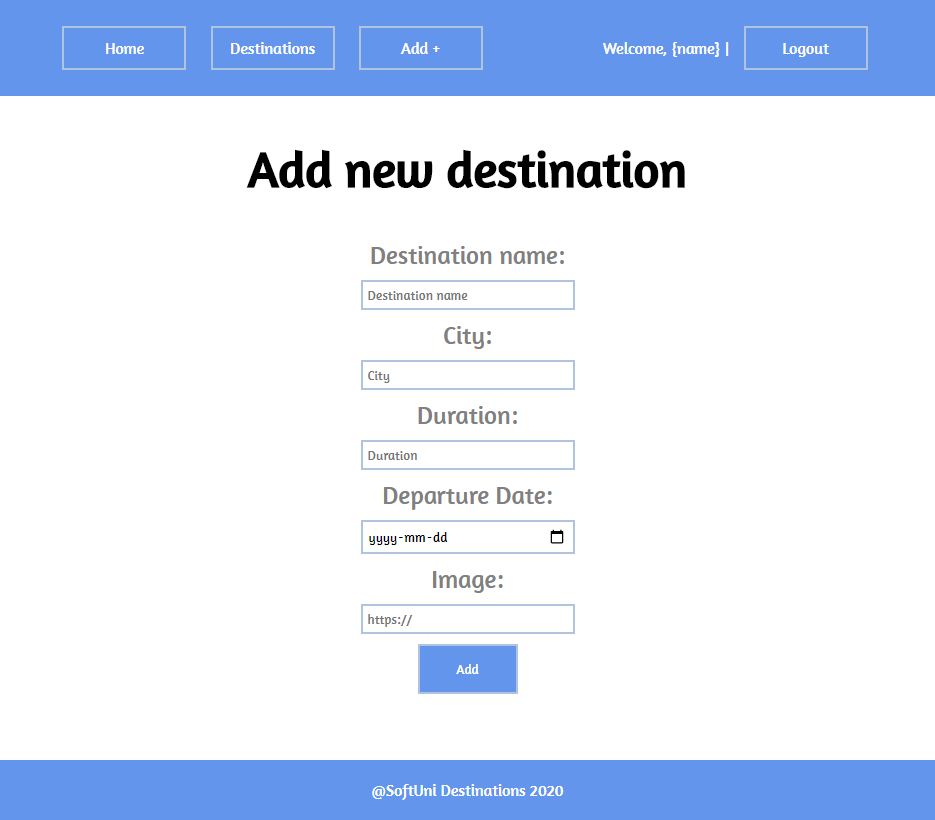 Home Destinations Add + Welcome, {name} | Logout
Add new destination
Destination name:
Destination name
City:
City
Duration:
Duration
Departure Date:
yyyy-mm-dd
Image:
https://
Add
@SoftUni Destinations 2020